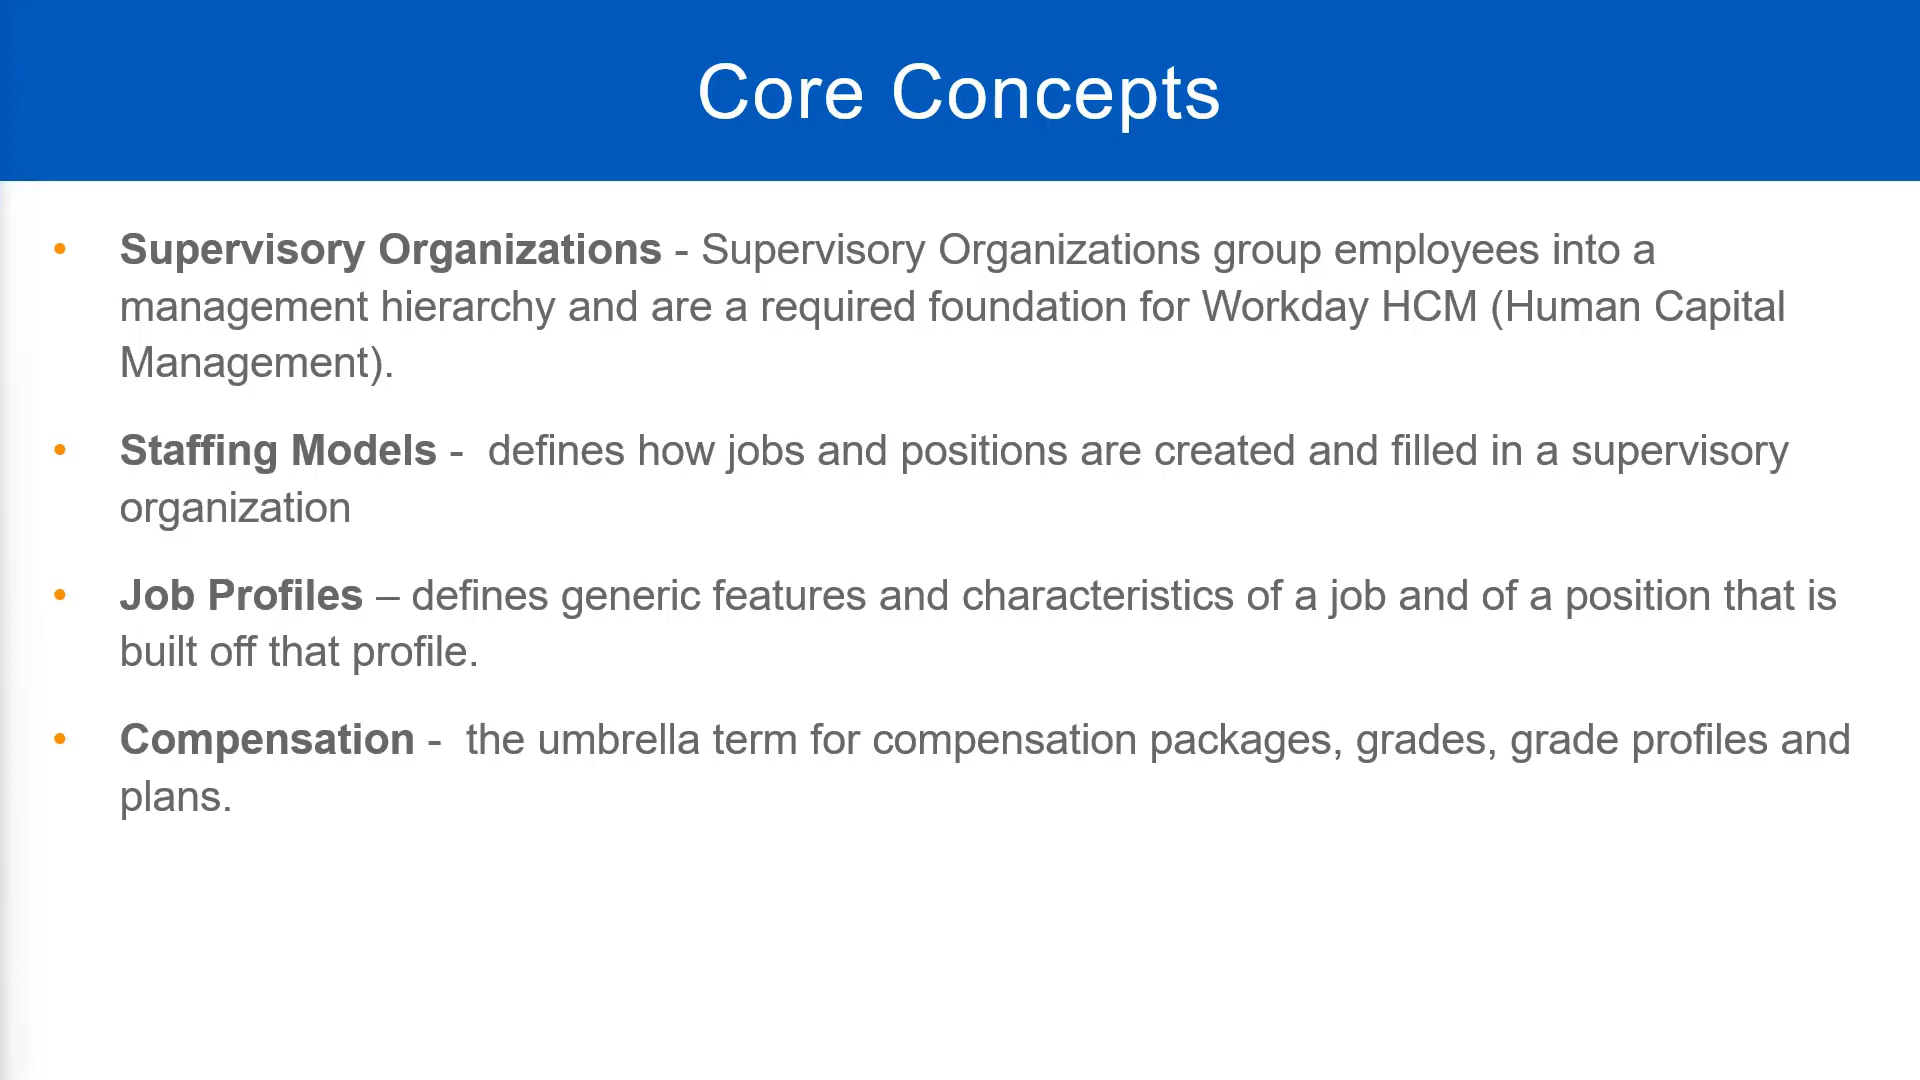 Core Concepts
• Supervisory Organizations - Supervisory Organizations group employees into a
management hierarchy and are a required foundation for Workday HCM (Human Capital
Management).
• Staffing Models -  defines how jobs and positions are created and filled in a supervisory
organization
• Job Profiles – defines generic features and characteristics of a job and of a position that is
built off that profile.
• Compensation -  the umbrella term for compensation packages, grades, grade profiles and
plans.